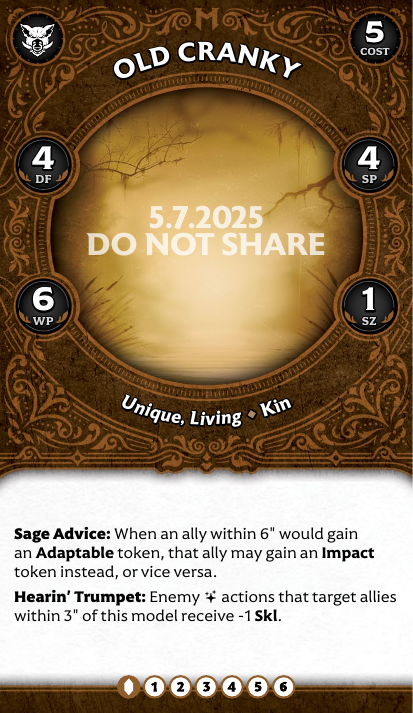 M
OLD CRANKY
5
COST
4
DF
4
SP
5.7.2025
DO NOT SHARE
6
WP
1
SZ
Unique, Living ⬥ Kin
Sage Advice: When an ally within 6" would gain
an Adaptable token, that ally may gain an Impact
token instead, or vice versa.
Hearin’ Trumpet: Enemy actions that target allies
within 3" of this model receive -1 Skl.
1 2 3 4 5 6